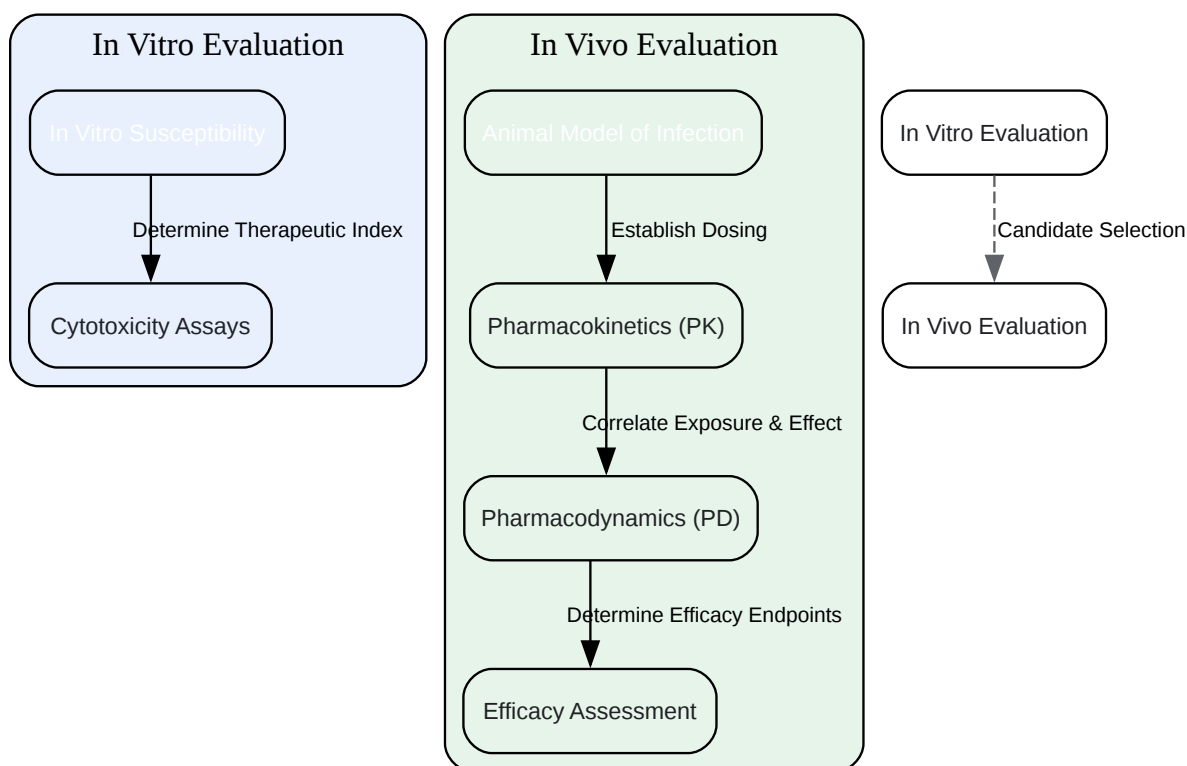 In Vitro Evaluation
In Vitro Susceptibility
Determine Therapeutic Index
Cytotoxicity Assays
In Vivo Evaluation
Animal Model of Infection
Establish Dosing
Pharmacokinetics (PK)
Correlate Exposure & Effect
Pharmacodynamics (PD)
Determine Efficacy Endpoints
Efficacy Assessment
In Vitro Evaluation
Candidate Selection
In Vivo Evaluation